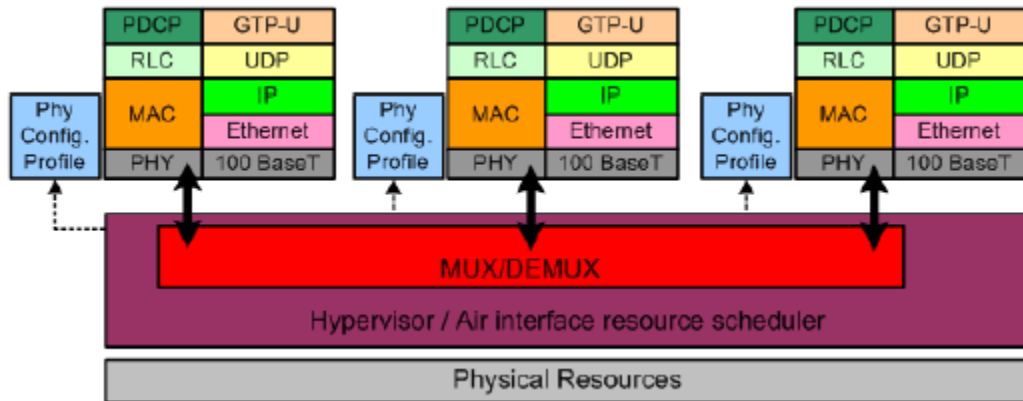 PDCP GTP-U PDCP GTP-U PDCP GTP-U
RLC UDP RLC UDP RLC UDP
Phy
Config.
Profile
MAC
IP
Ethernet
PHY 100 BaseT
Phy
Config.
Profile
MAC
IP
Ethernet
PHY 100 BaseT
Phy
Config.
Profile
MAC
IP
Ethernet
PHY 100 BaseT
MUX/DEMUX
Hypervisor / Air interface resource scheduler
Physical Resources